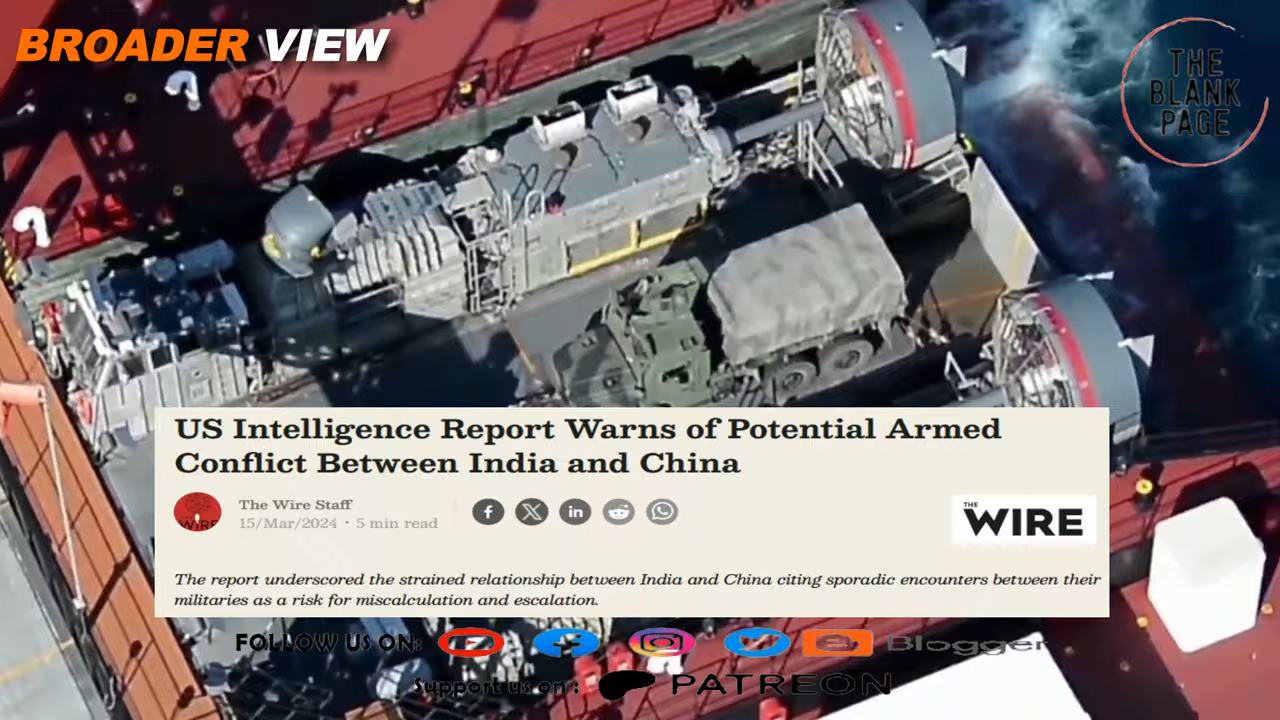 BROADER VIEW
THE
BLANK
PAGE
US Intelligence Report Warns of Potential Armed
Conflict Between India and China
WIRE
The Wire Staff
15/Mar/2024 • 5 min read
THE
WIRE
The report underscored the strained relationship between India and China citing sporadic encounters between their
militaries as a risk for miscalculation and escalation.
FOLLOW US ON:
Blogger
Support us on :
PATREON